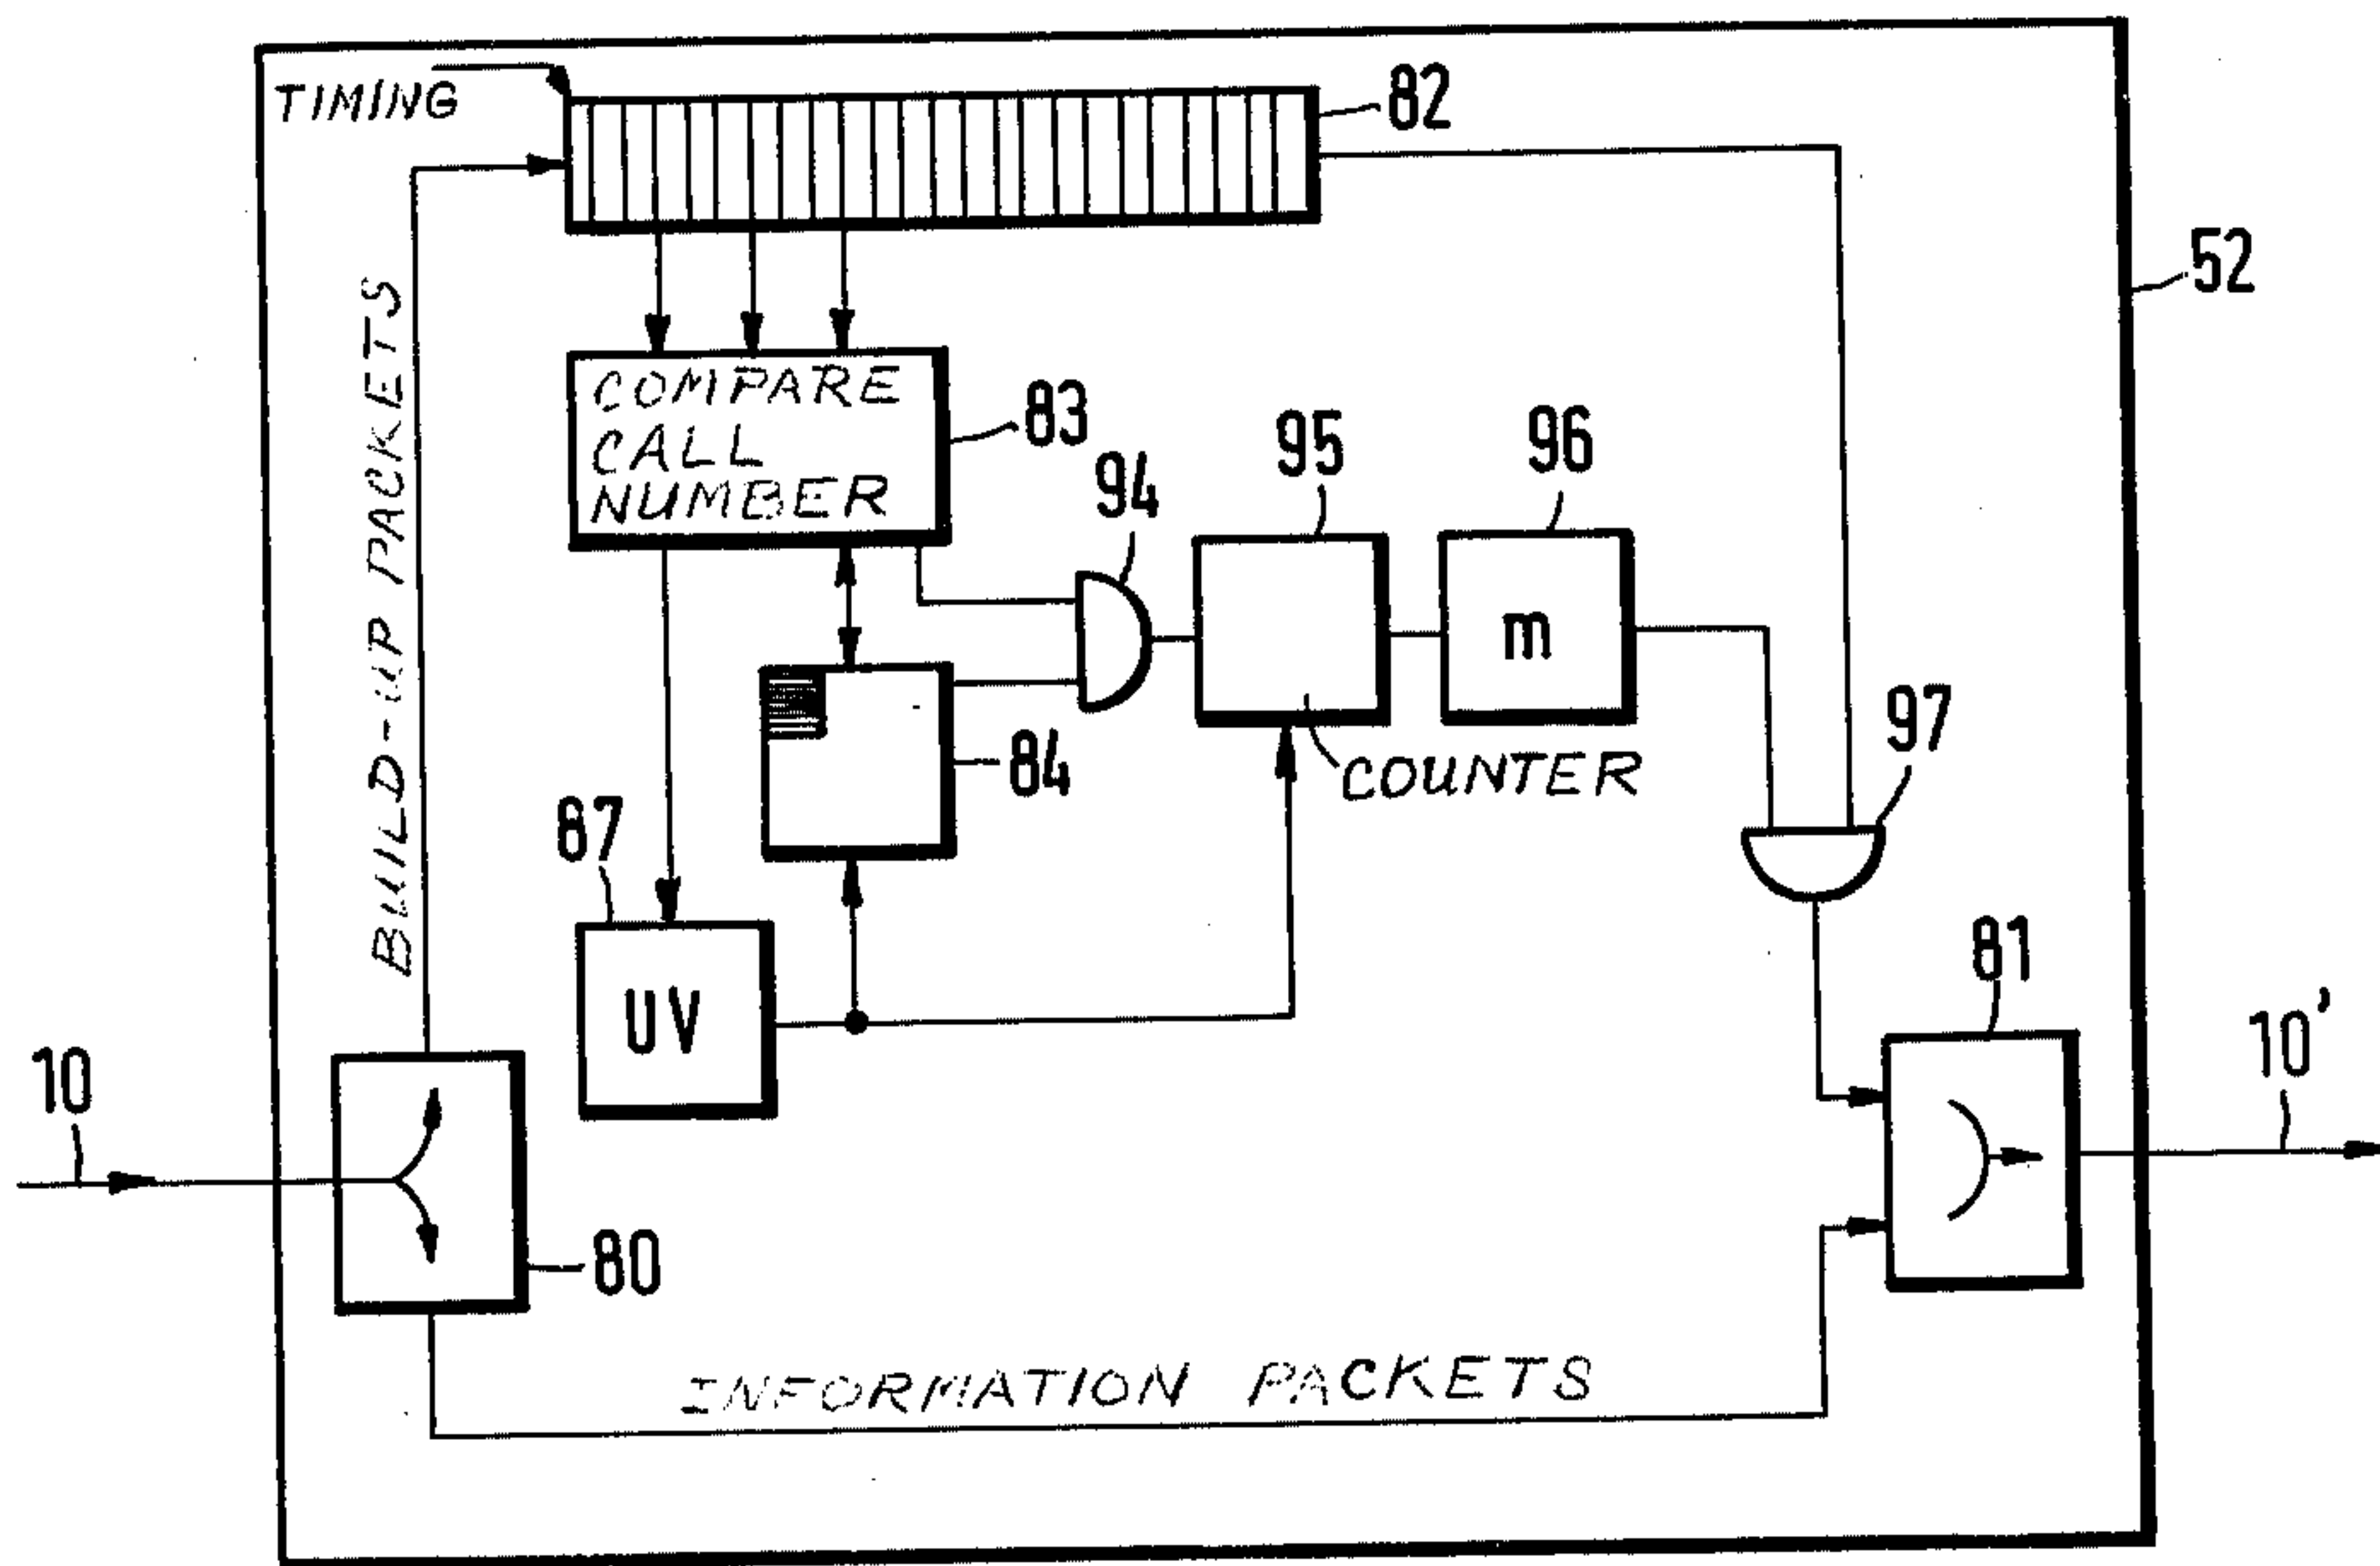 TIMING
82
52
BUILD-UP PACKETS
COMPARE
CALL
NUMBER
83
94
95
96
m
97
84
COUNTER
87
UV
81
10
10'
80
INFORMATION PACKETS